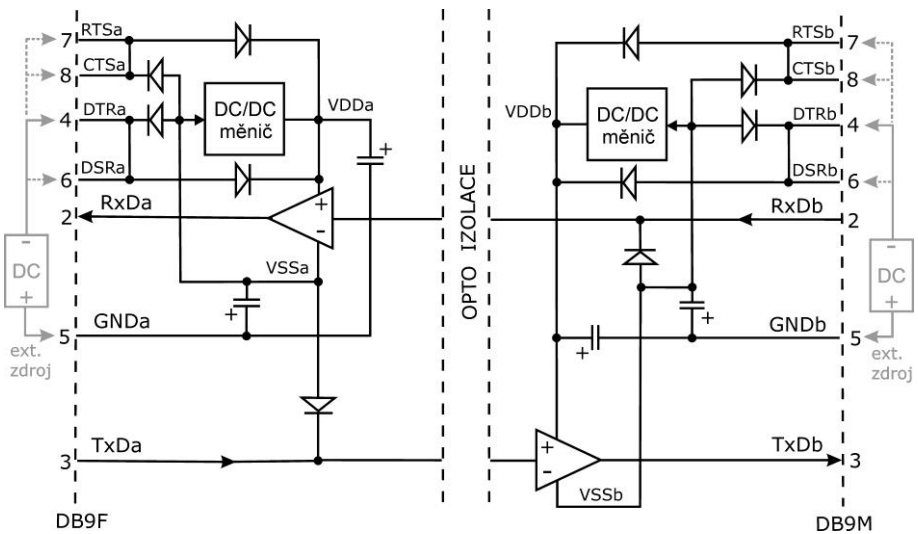 RTSa
7
CTSa
8
DTRa
4
DSRa
6
RxDa
2
DC/DC
měnič
VDDa
+
+
-
VSSa
+
GNDa
5
-
DC
+
ext.
zdroj
TxDa
3
DB9F
OPTO IZOLACE
RTSb
7
CTSb
8
DTRb
4
DSRb
6
RxDb
2
VDDb
DC/DC
měnič
+
+
GNDb
5
-
DC
+
ext.
zdroj
+
-
VSSb
TxDb
3
DB9M